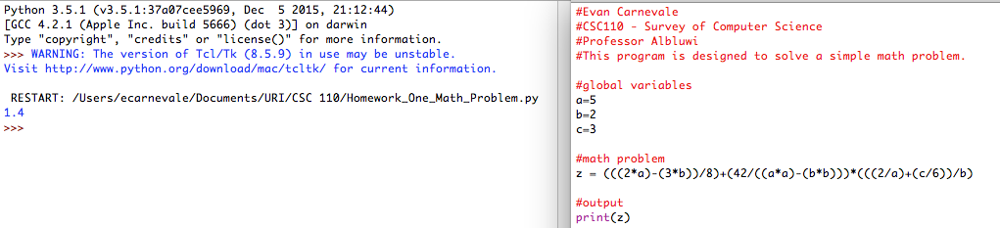 Python 3.5.1 (v3.5.1:37a07cee5969, Dec  5 2015, 21:12:44)
[GCC 4.2.1 (Apple Inc. build 5666) (dot 3)] on darwin
Type "copyright", "credits" or "license()" for more information.
>>> WARNING: The version of Tcl/Tk (8.5.9) in use may be unstable.
Visit http://www.python.org/download/mac/tcltk/ for current information.
RESTART: /Users/ecarnevale/Documents/URI/CSC 110/Homework_One_Math_Problem.py
1.4
>>>
#Evan Carnevale
#CSC110 - Survey of Computer Science
#Professor Albluwi
#This program is designed to solve a simple math problem.
#global variables
a=5
b=2
c=3
#math problem
z = (((2*a)-(3*b))/8)+(42/((a*a)-(b*b)))*(((2/a)+(c/6))/b)
#output
print(z)